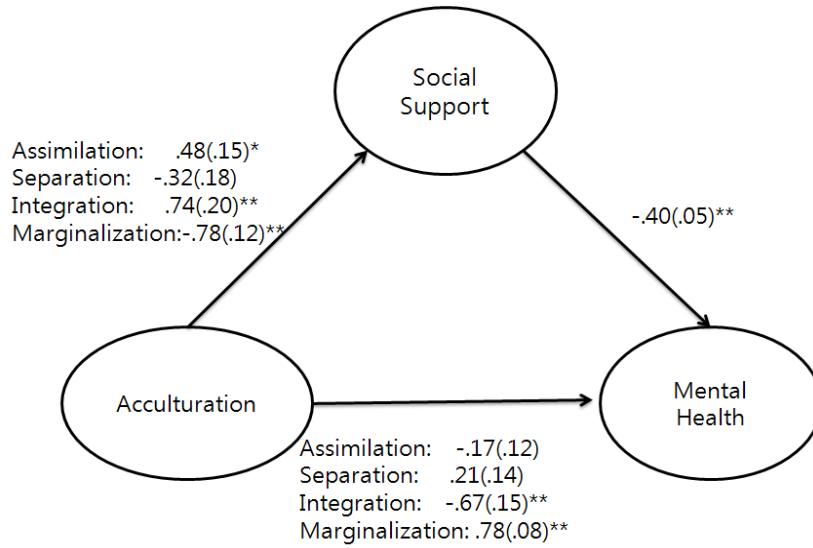 Social
Support
Assimilation: .48(.15)*
Separation: -.32(.18)
Integration: .74(.20)**
Marginalization:-.78(.12)**
-.40(.05)**
Acculturation
Mental
Health
Assimilation: -.17(.12)
Separation: .21(.14)
Integration: -.67(.15)**
Marginalization: .78(.08)**